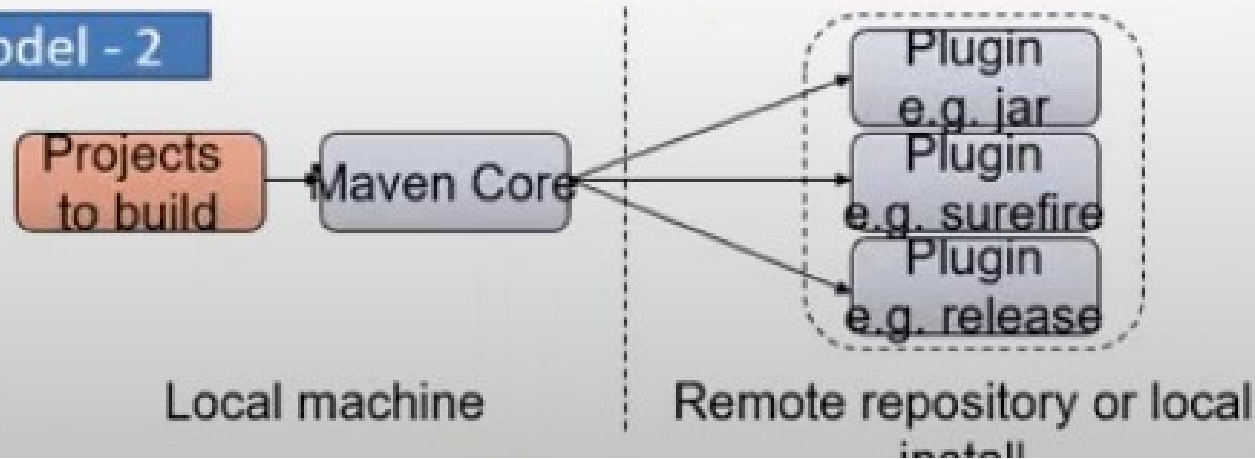 odel - 2
Projects
to build
Maven Core
Plugin
e.g. jar
Plugin
e.g. surefire
Plugin
e.g. release
Local machine
Remote repository or local
install